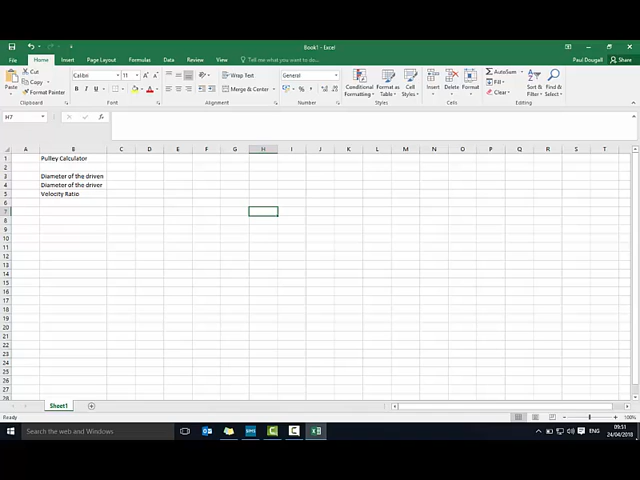 Book1 - Excel
Paul Dougall Share
File Home Insert Page Layout Formulas Data Review View Tell me what you want to do...
Cut
Copy
Format Painter
Paste
Calibri 11
Wrap Text
Merge & Center
General
Conditional Formatting
Format as Table
Cell Styles
Insert Delete Format
AutoSum
Fill
Clear
Sort & Filter
Find & Select
Clipboard Font Alignment Number Styles Cells Editing
H7 fx
A B C D E F G H I J K L M N O P Q R S T
1 Pulley Calculator
2
3 Diameter of the driven
4 Diameter of the driver
5 Velocity Ratio
6
7
8
9
10
11
12
13
14
15
16
17
18
19
20
21
22
23
24
25
26
27
28
Sheet1
Ready 100%
Search the web and Windows
ENG
09:51
24/04/2018